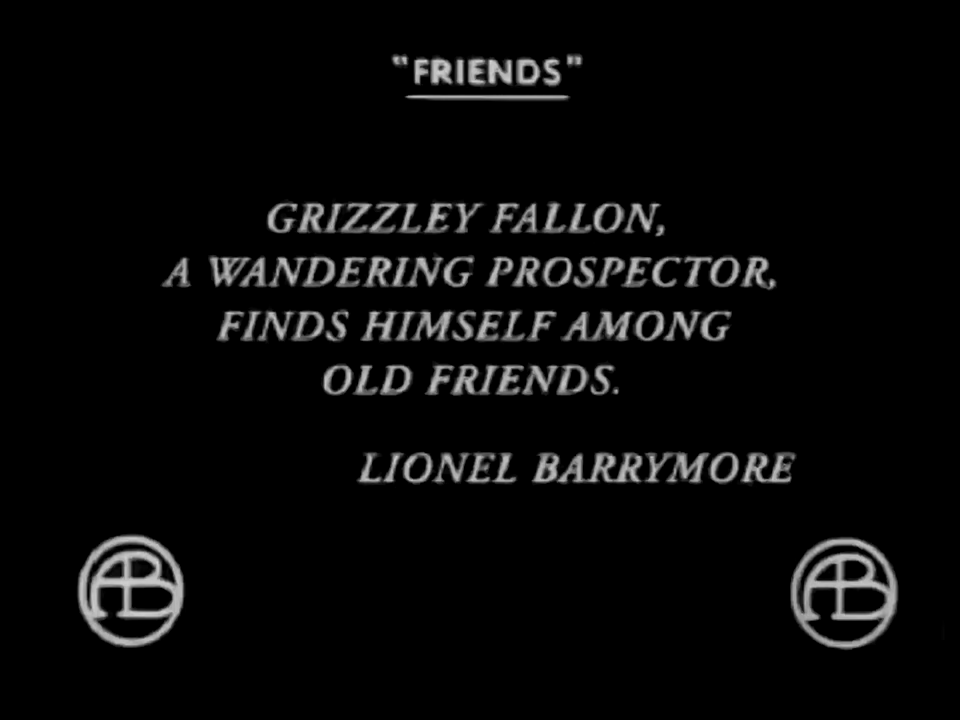 "FRIENDS"
GRIZZLEY FALLON,
A WANDERING PROSPECTOR,
FINDS HIMSELF AMONG
OLD FRIENDS.
LIONEL BARRYMORE
AB AB